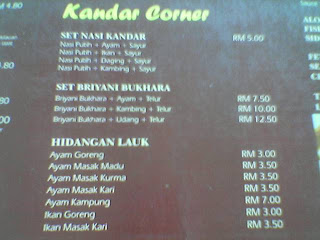 4.80
Kandar Corner
SET NASI KANDAR RM 5.00
Nasi Putih + Ayam + Sayur
Nasi Putih + Ikan + Sayur
Nasi Putih + Daging + Sayur
Nasi Putih + Kambing + Sayur
SET BRIYANI BUKHARA
Briyani Bukhara + Ayam + Telur RM 7.50
Briyani Bukhara + Kambing + Telur RM 10.00
Briyani Bukhara + Udang + Telur RM 12.50
HIDANGAN LAUK
Ayam Goreng RM 3.00
Ayam Masak Madu RM 3.50
Ayam Masak Kurma RM 3.50
Ayam Masak Kari RM 3.50
Ayam Kampung RM 7.00
Ikan Goreng RM 3.00
Ikan Masak Kari RM 3.50